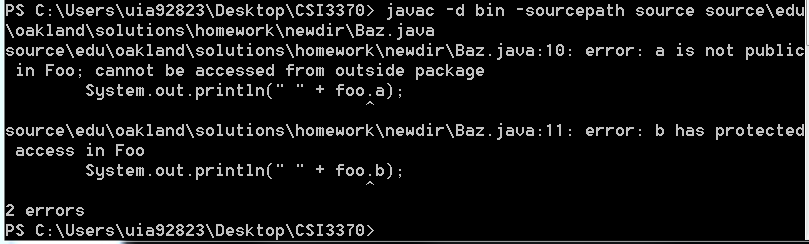 PS C:\Users\uia92823\Desktop\CSI3370> javac -d bin -sourcepath source source\edu
\oakland\solutions\homework\newdir\Baz.java
source\edu\oakland\solutions\homework\newdir\Baz.java:10: error: a is not public
 in Foo; cannot be accessed from outside package
        System.out.println(" " + foo.a);
                                    ^
source\edu\oakland\solutions\homework\newdir\Baz.java:11: error: b has protected
 access in Foo
        System.out.println(" " + foo.b);
                                    ^
2 errors
PS C:\Users\uia92823\Desktop\CSI3370>